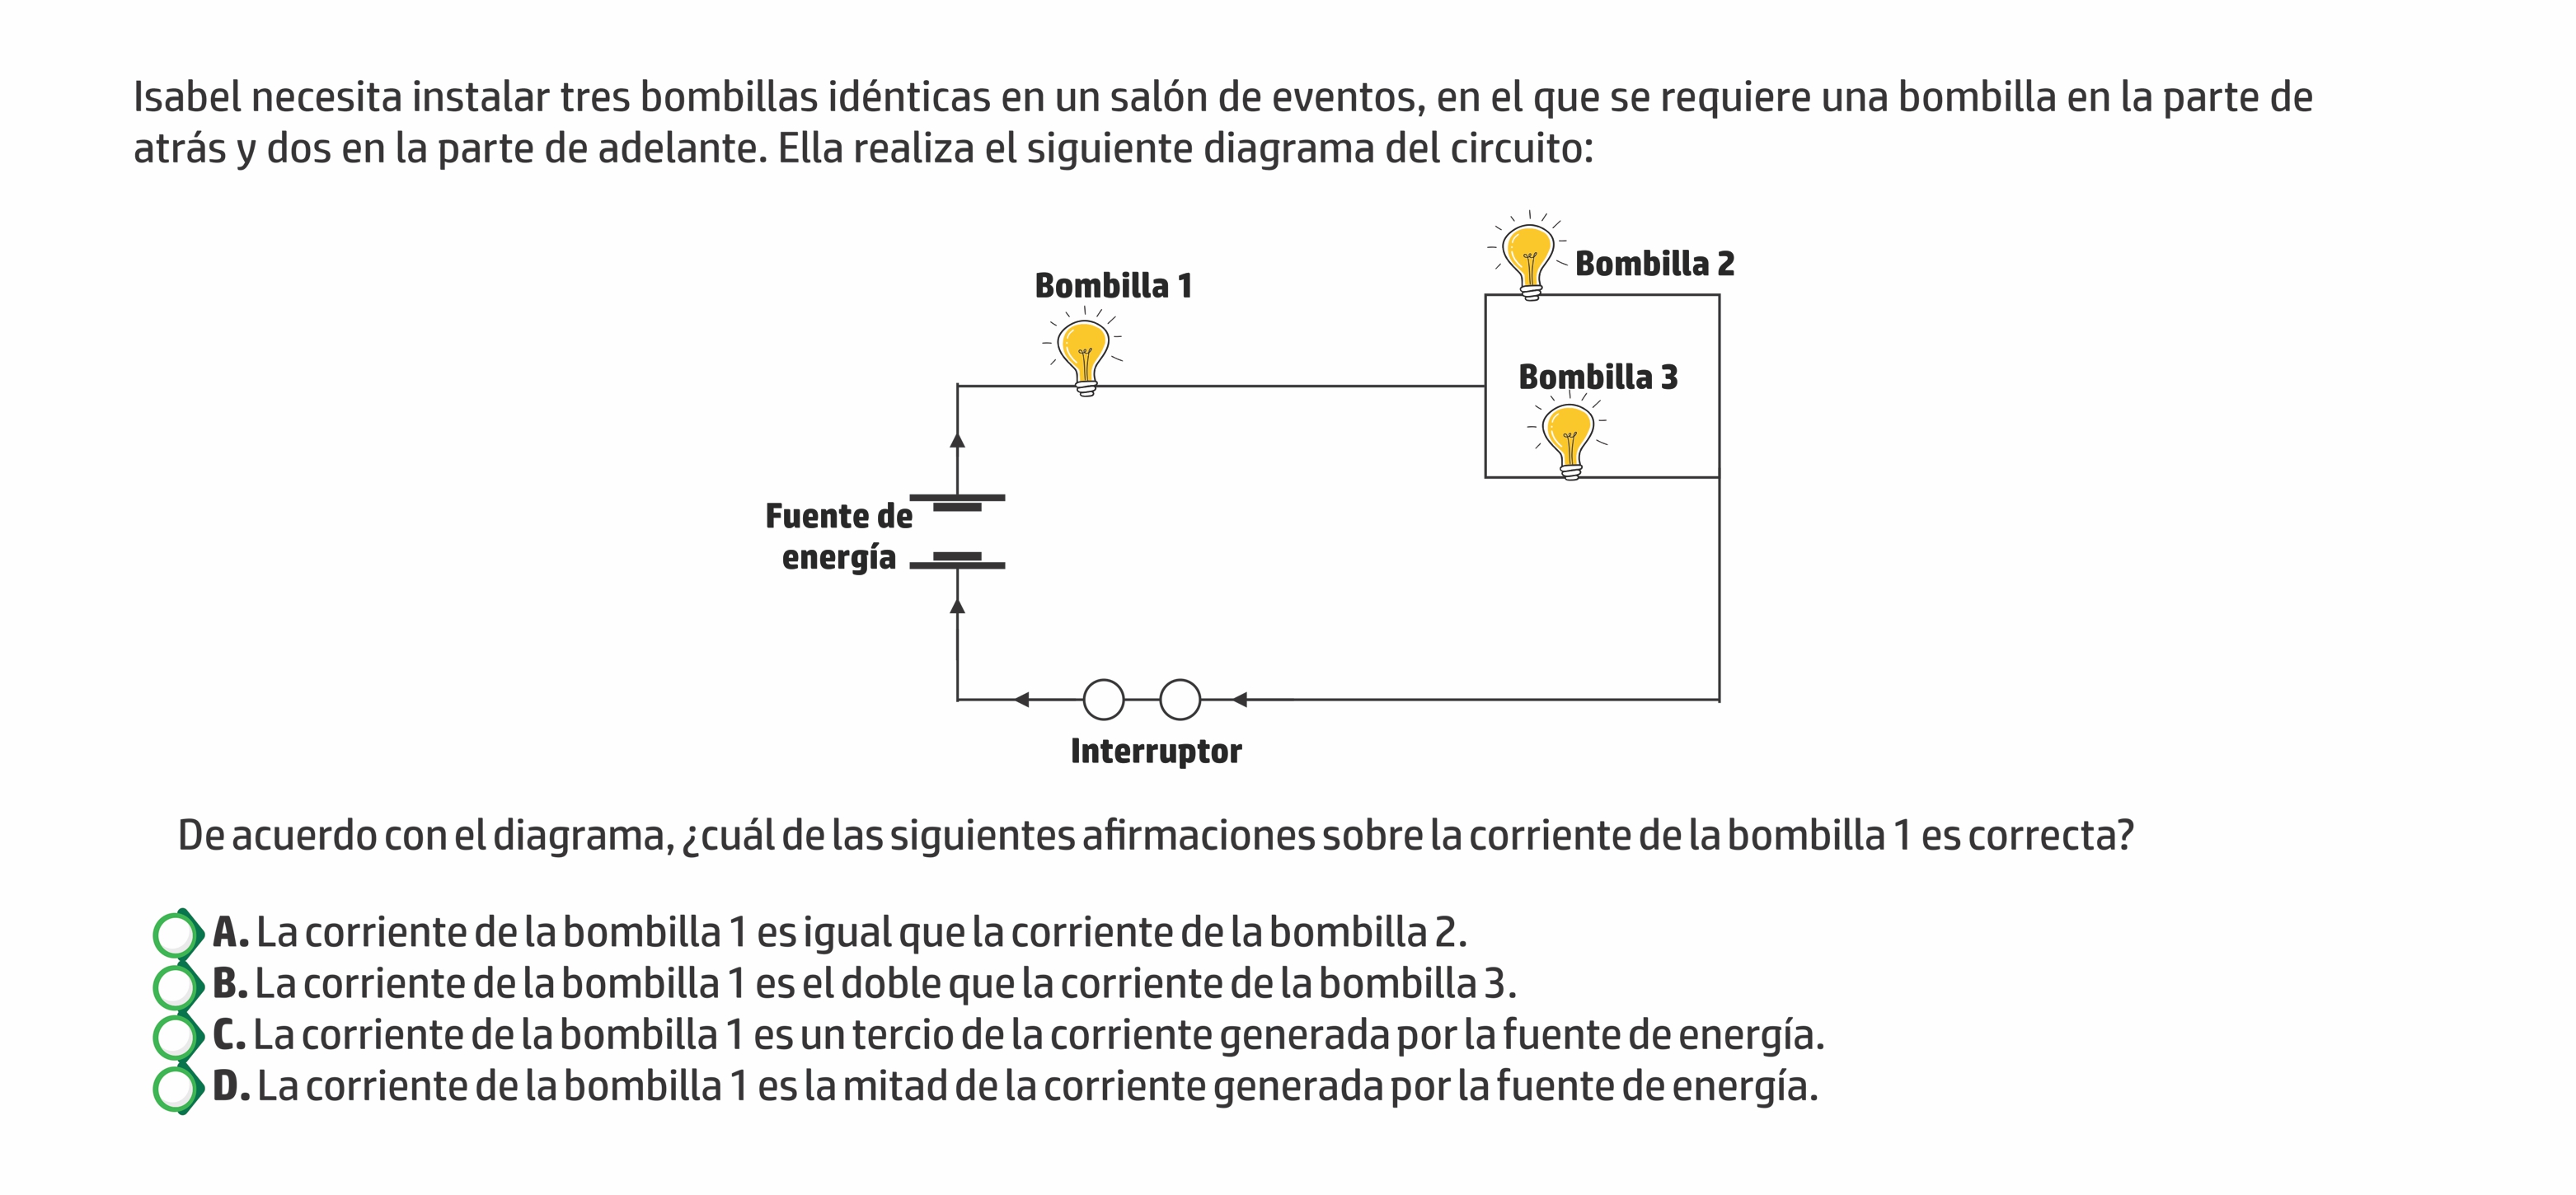 Isabel necesita instalar tres bombillas idénticas en un salón de eventos, en el que se requiere una bombilla en la parte de
atrás y dos en la parte de adelante. Ella realiza el siguiente diagrama del circuito:
Bombilla 2
Bombilla 1
Bombilla 3
Fuente de
energía
Interruptor
De acuerdo con el diagrama, ¿cuál de las siguientes afirmaciones sobre la corriente de la bombilla 1 es correcta?
A. La corriente de la bombilla 1 es igual que la corriente de la bombilla 2.
B. La corriente de la bombilla 1 es el doble que la corriente de la bombilla 3.
C. La corriente de la bombilla 1 es un tercio de la corriente generada por la fuente de energía.
D. La corriente de la bombilla 1 es la mitad de la corriente generada por la fuente de energía.